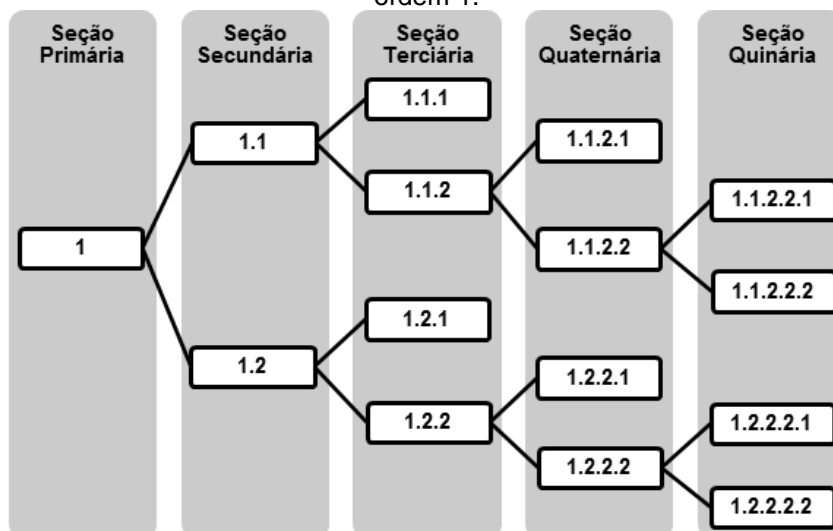 ordem 1.
Seção
Primária
Seção
Secundária
Seção
Terciária
Seção
Quaternária
Seção
Quinária
1
1.1
1.2
1.1.1
1.1.2
1.2.1
1.2.2
1.1.2.1
1.1.2.2
1.2.2.1
1.2.2.2
1.1.2.2.1
1.1.2.2.2
1.2.2.2.1
1.2.2.2.2